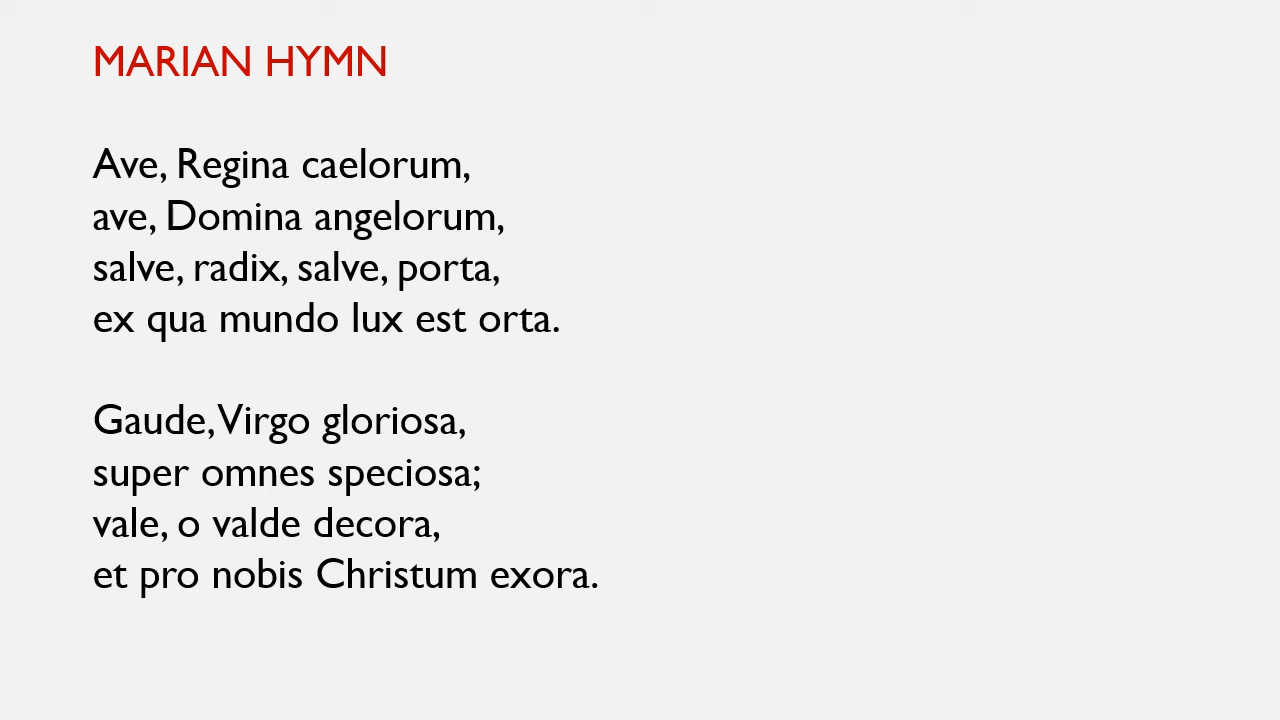 MARIAN HYMN
Ave, Regina caelorum,
ave, Domina angelorum,
salve, radix, salve, porta,
ex qua mundo lux est orta.
Gaude, Virgo gloriosa,
super omnes speciosa;
vale, o valde decora,
et pro nobis Christum exora.